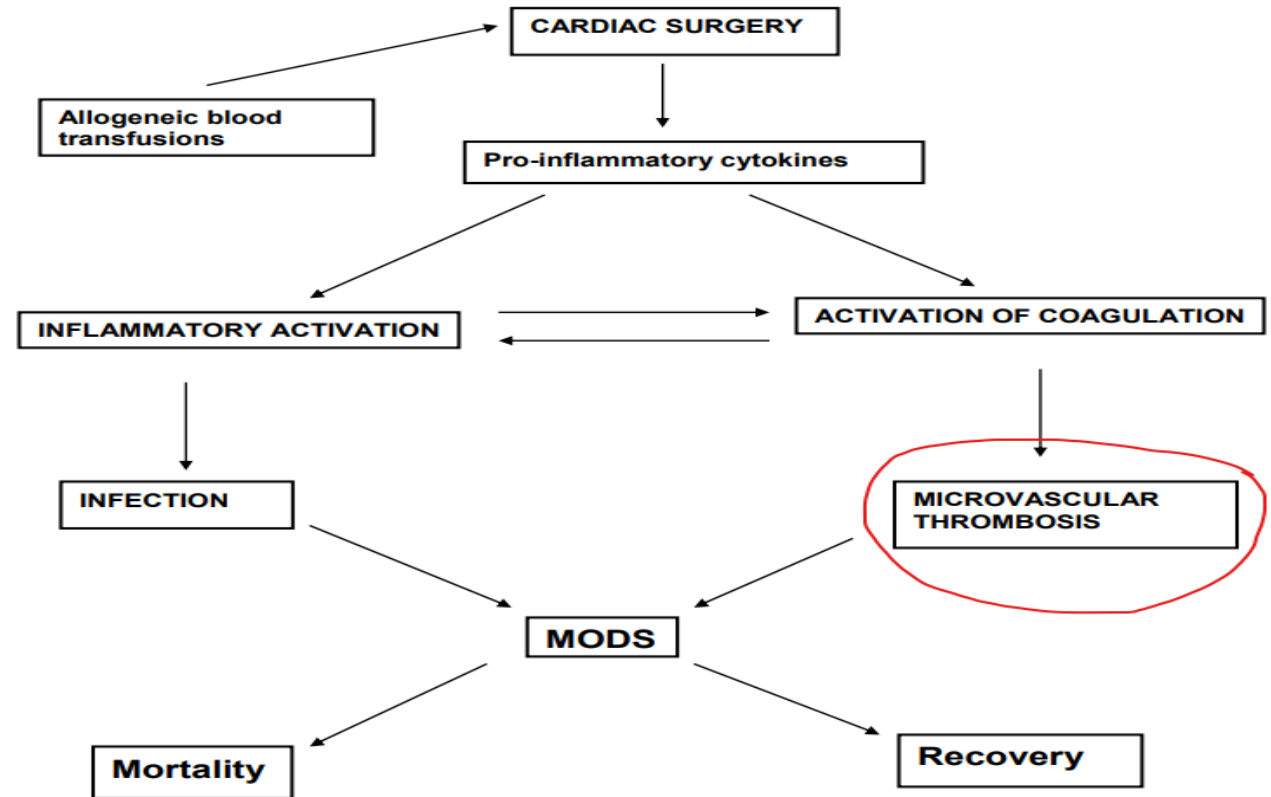 CARDIAC SURGERY
Allogeneic blood
transfusions
Pro-inflammatory cytokines
INFLAMMATORY ACTIVATION
ACTIVATION OF COAGULATION
INFECTION
MICROVASCULAR
THROMBOSIS
MODS
Mortality
Recovery